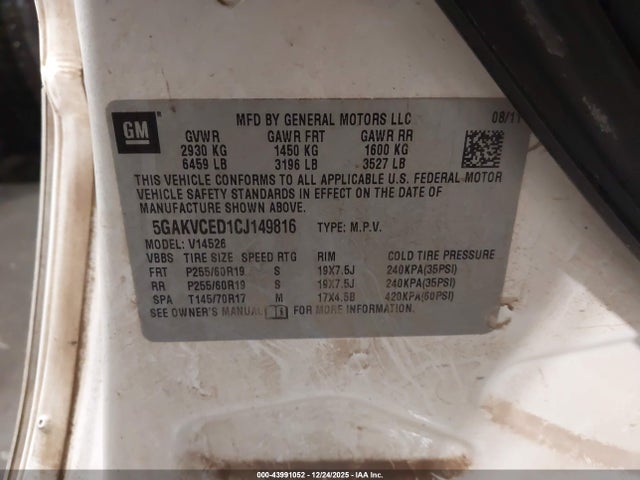 GM
MFD BY GENERAL MOTORS LLC 08/11
GVWR GAWR FRT GAWR RR
2930 KG 1450 KG 1600 KG
6459 LB 3196 LB 3527 LB
THIS VEHICLE CONFORMS TO ALL APPLICABLE U.S. FEDERAL MOTOR
VEHICLE SAFETY STANDARDS IN EFFECT ON THE DATE OF
MANUFACTURE SHOWN ABOVE.
5GAKVCED1CJ149816 TYPE: M.P.V.
MODEL: V14526
VBBS TIRE SIZE SPEED RTG RIM COLD TIRE PRESSURE
FRT P255/60R19 S 19X7.5J 240KPA(35PSI)
RR P255/60R19 S 19X7.5J 240KPA(35PSI)
SPA T145/70R17 M 17X4.5B 420KPA(60PSI)
SEE OWNER'S MANUAL FOR MORE INFORMATION.
000-43991052 - 12/24/2025 - IAA Inc.